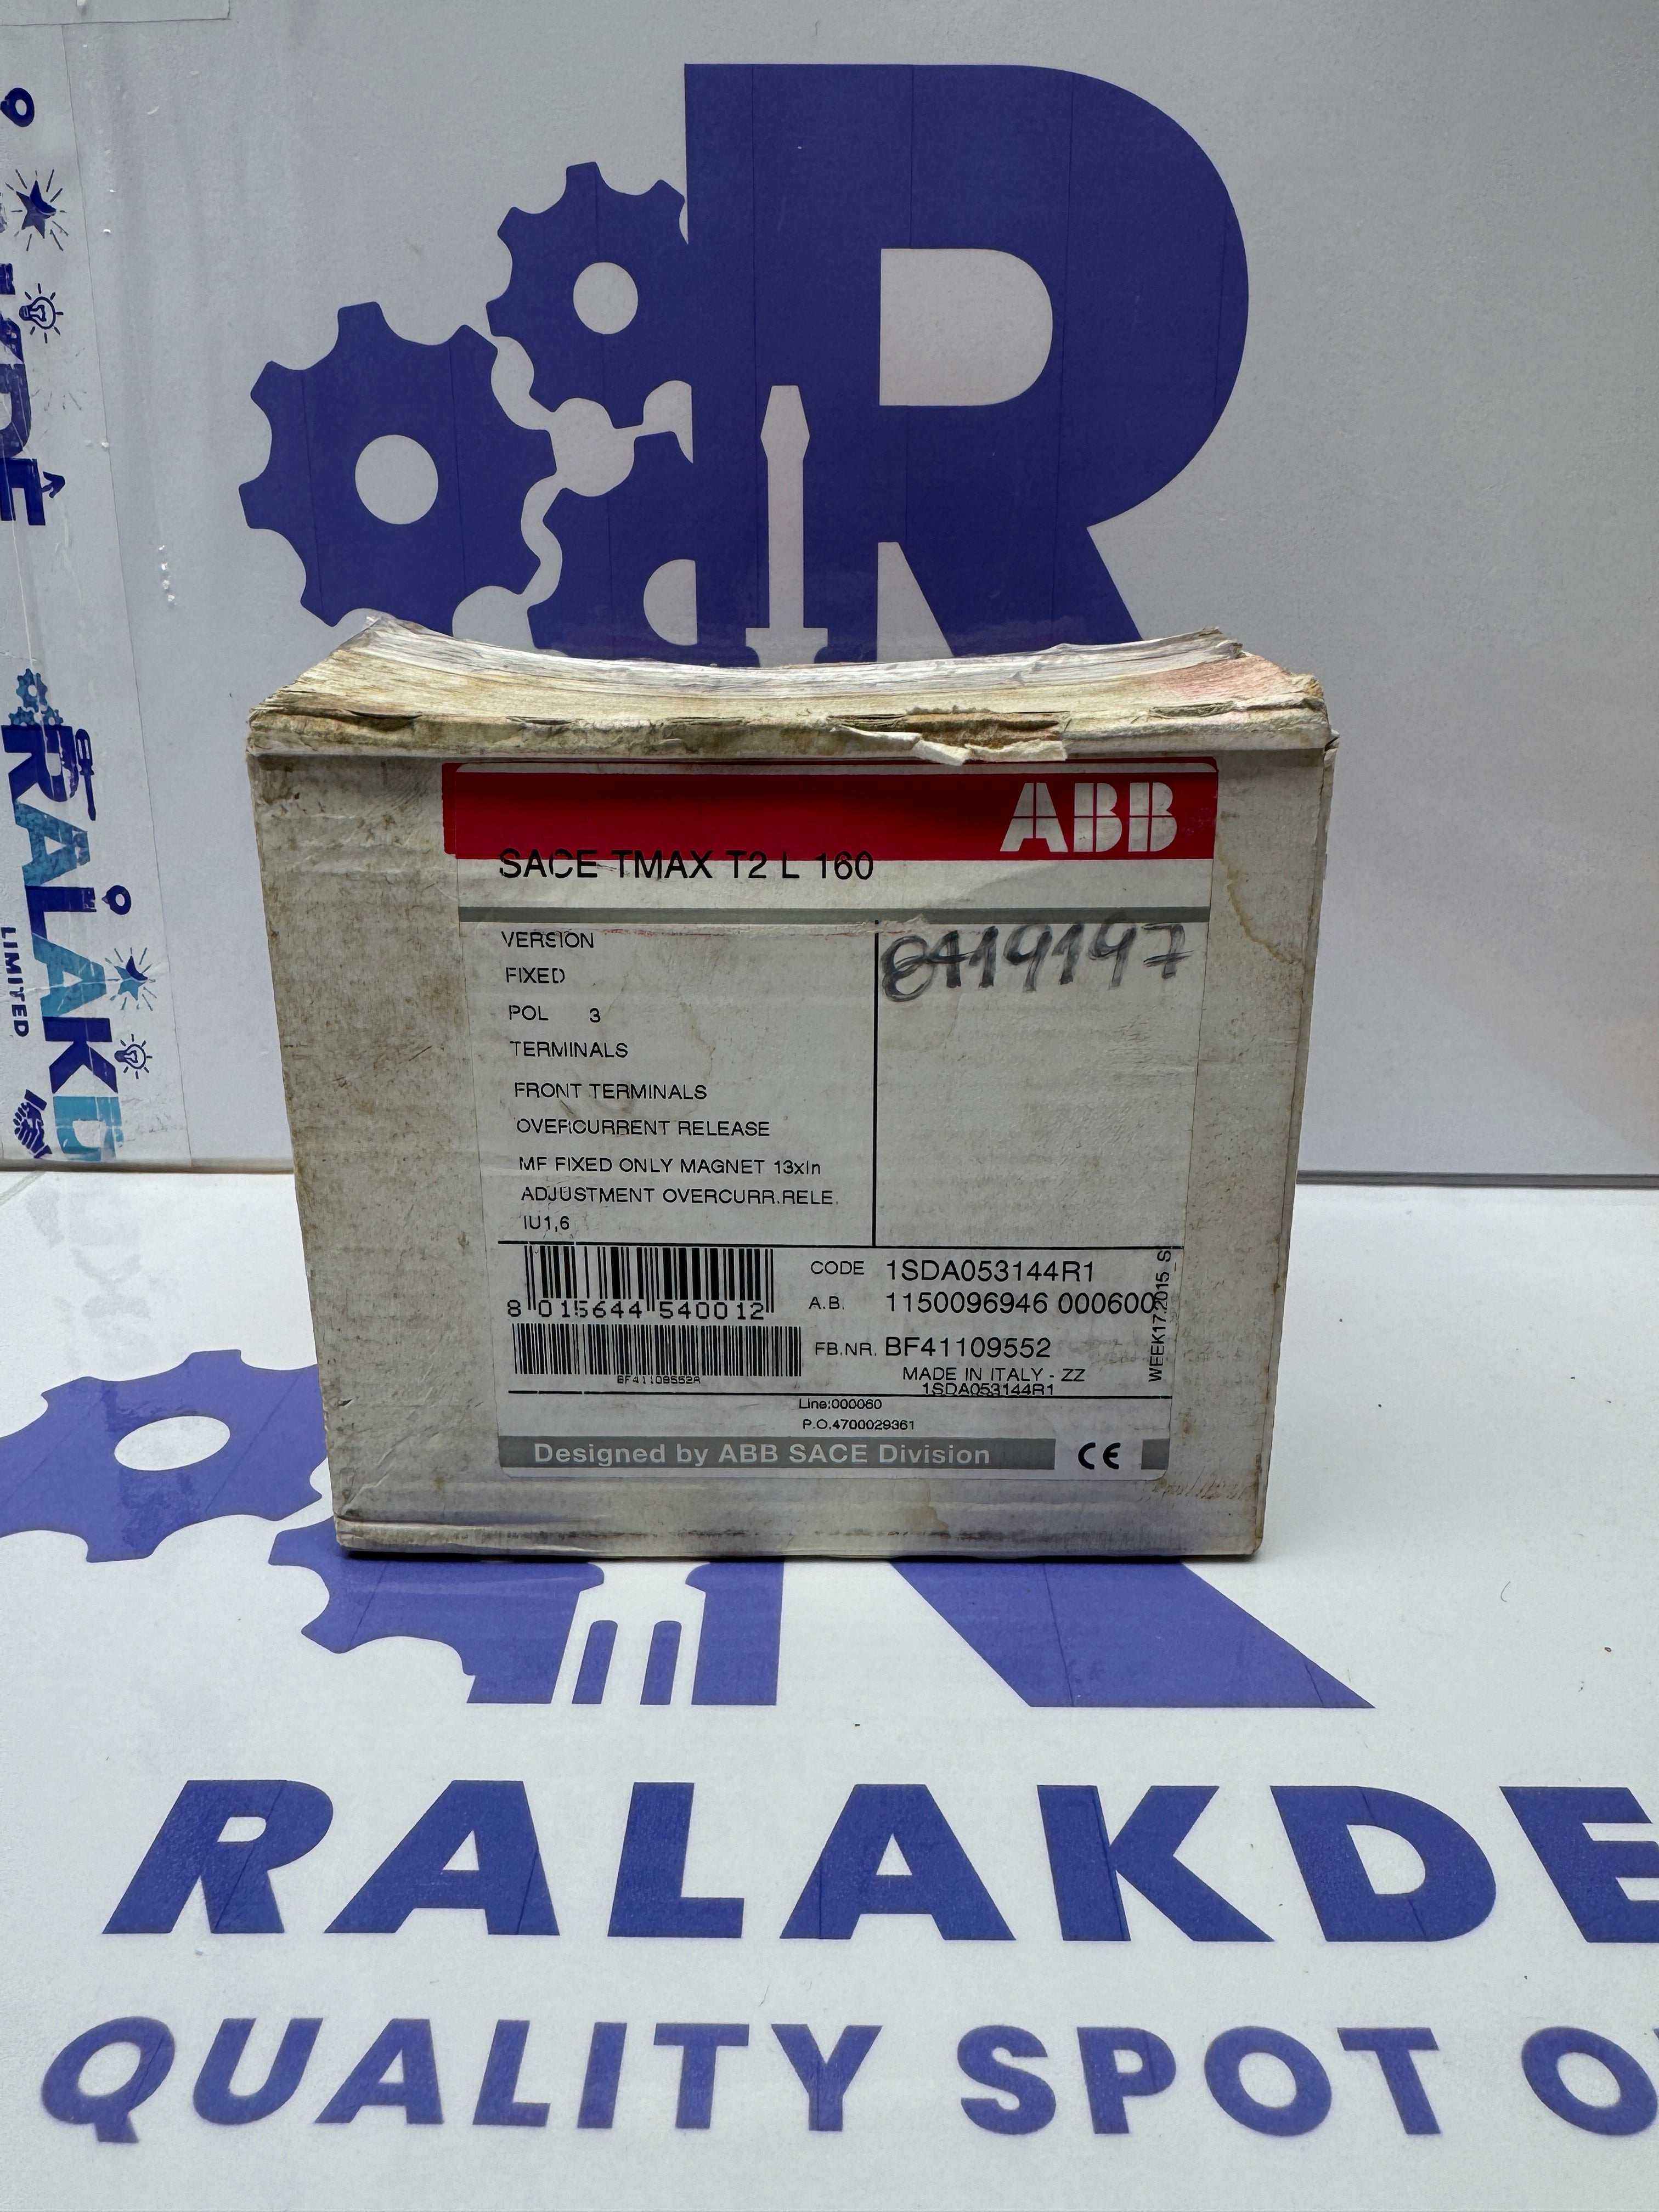 ABB
SACE TMAX T2 L 160
VERSION
FIXED
POL 3
TERMINALS
FRONT TERMINALS
OVERCURRENT RELEASE
MF FIXED ONLY MAGNET 13xIn
ADJUSTMENT OVERCURR.RELE.
IU1,6
8 015644 540012
BF41109552A
CODE 1SDA053144R1
A.B. 1150096946 000600
FB.NR. BF41109552
MADE IN ITALY - ZZ
1SDA053144R1
WEEK17.2015_S
Line:000060
P.O.4700029361
Designed by ABB SACE Division
CE
RALAKDE
QUALITY SPOT O
RALAKD
LIMITED